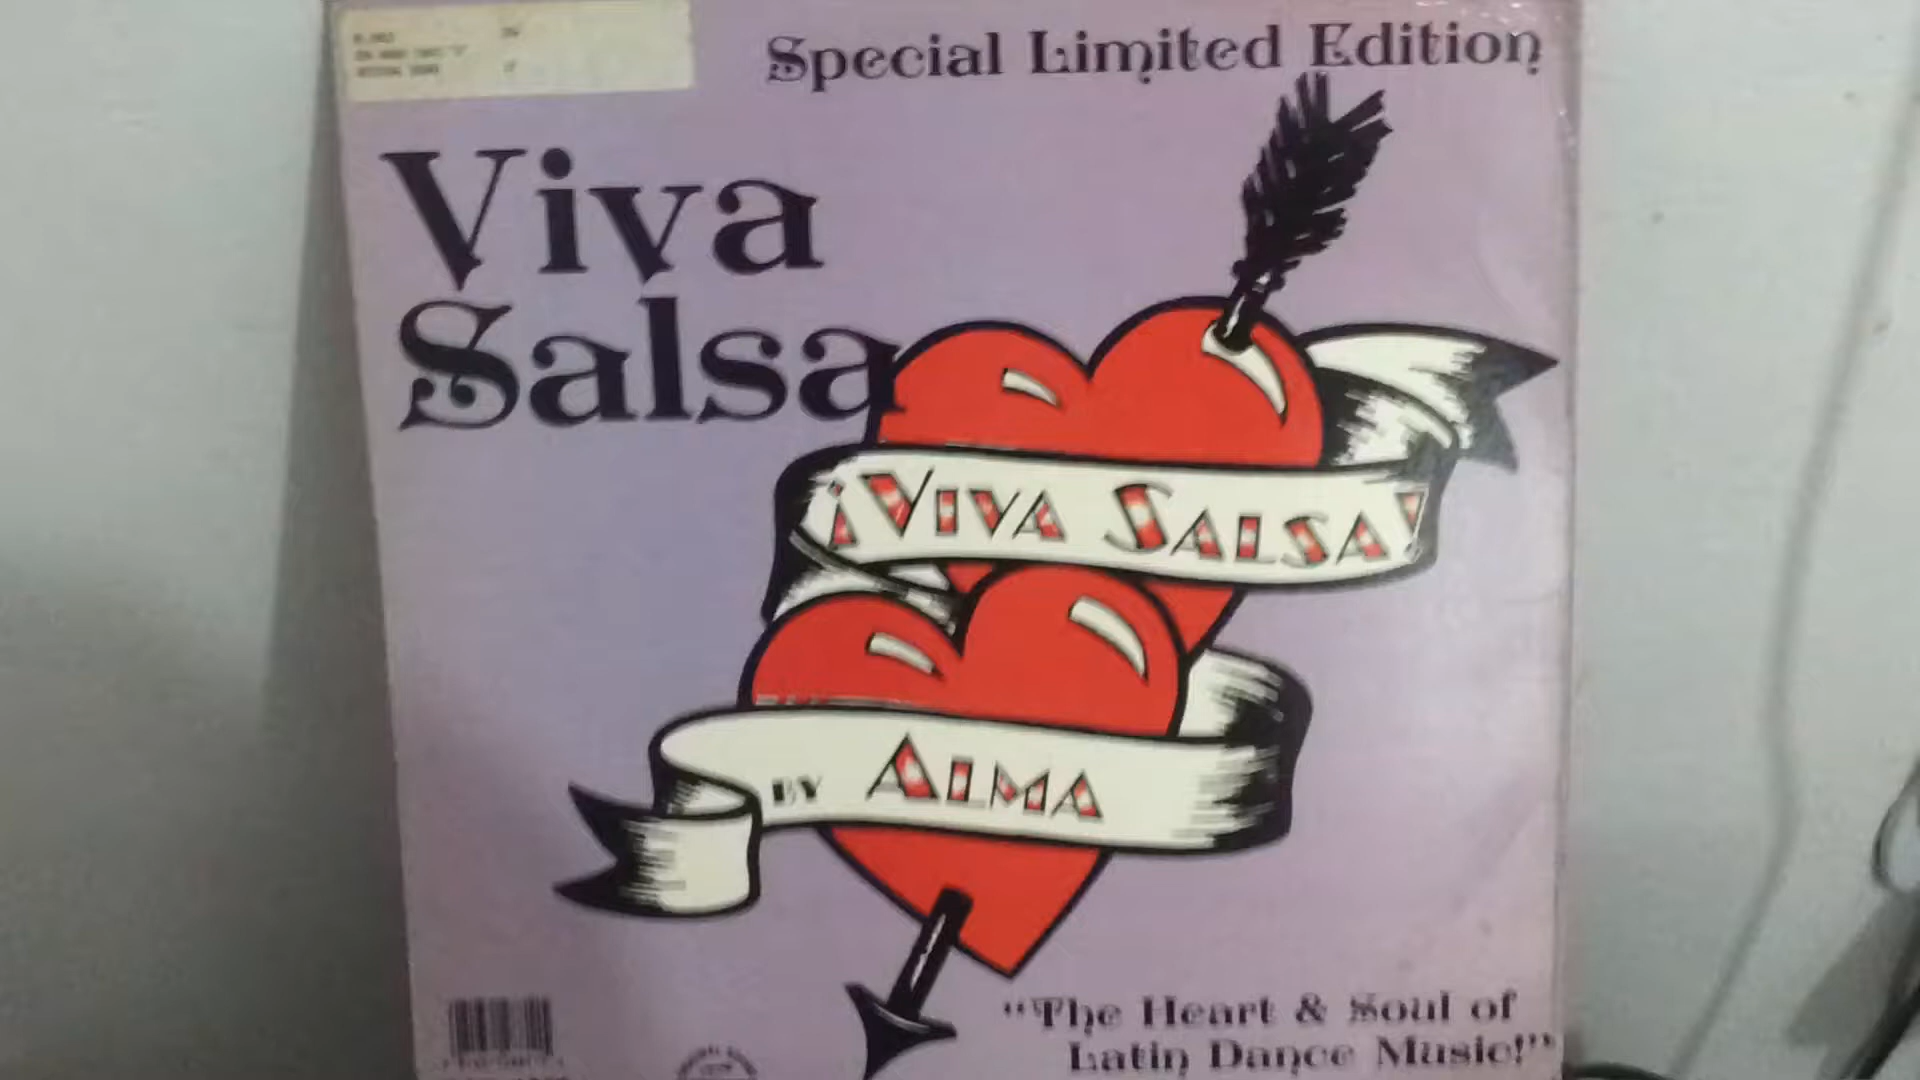 Special Limited Edition
Viva
Salsa
¡VIVA SALSA!
BY ALMA
"The Heart & Soul of
Latin Dance Music!"